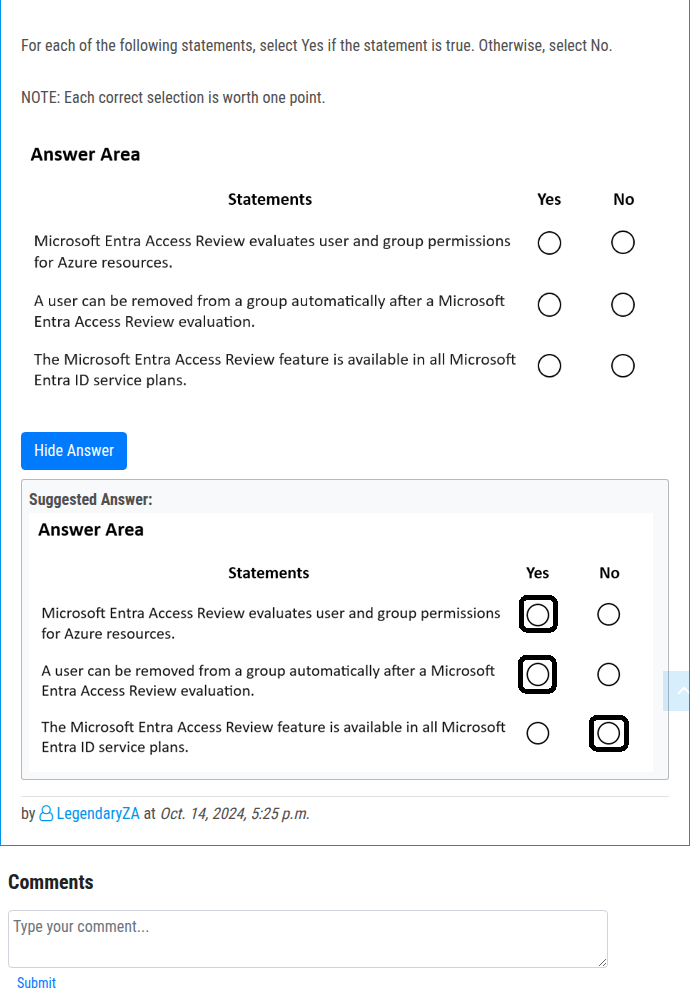 For each of the following statements, select Yes if the statement is true. Otherwise, select No.
NOTE: Each correct selection is worth one point.
Answer Area
Statements Yes No
Microsoft Entra Access Review evaluates user and group permissions
for Azure resources.
A user can be removed from a group automatically after a Microsoft
Entra Access Review evaluation.
The Microsoft Entra Access Review feature is available in all Microsoft
Entra ID service plans.
Hide Answer
Suggested Answer:
Answer Area
Statements Yes No
Microsoft Entra Access Review evaluates user and group permissions
for Azure resources.
A user can be removed from a group automatically after a Microsoft
Entra Access Review evaluation.
The Microsoft Entra Access Review feature is available in all Microsoft
Entra ID service plans.
by LegendaryZA at Oct. 14, 2024, 5:25 p.m.
Comments
Type your comment...
Submit